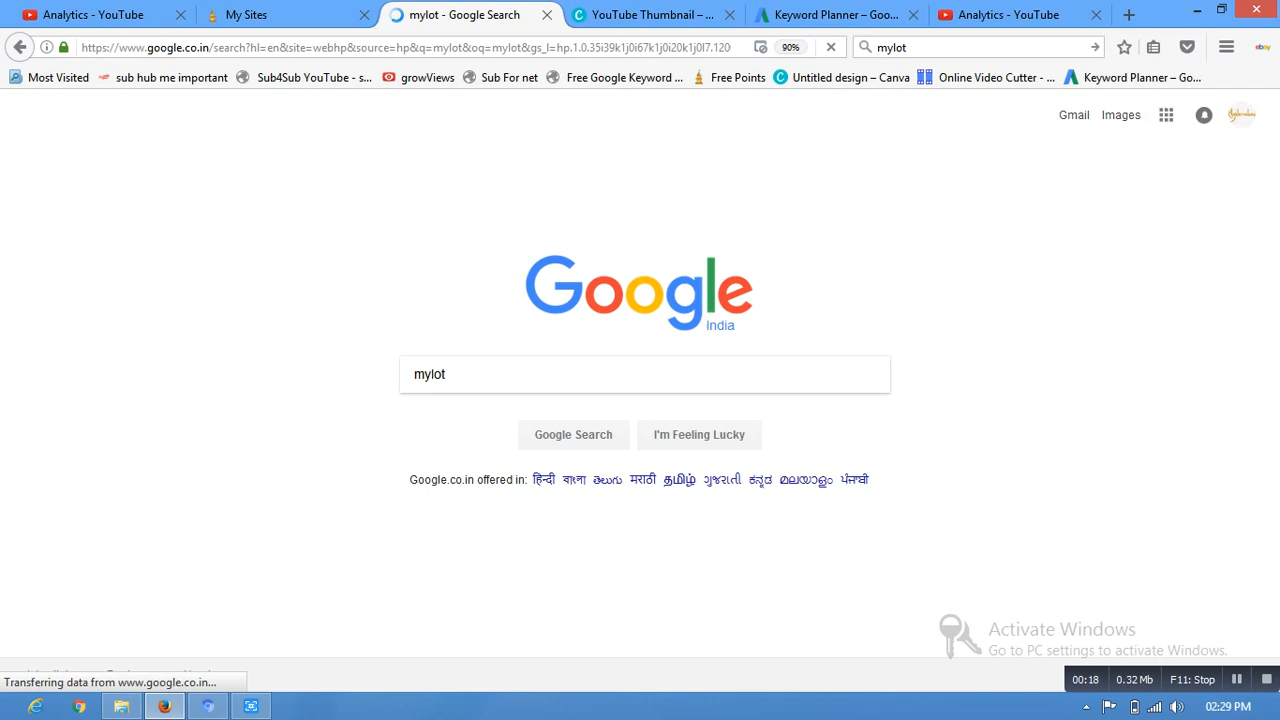 Analytics - YouTube
My Sites
mylot - Google Search
YouTube Thumbnail – ...
Keyword Planner – Goo...
Analytics - YouTube
https://www.google.co.in/search?hl=en&site=webhp&source=hp&q=mylot&oq=mylot&gs_l=hp.1.0.35i39k1j0i67k1j0i20k1j0l7.120
90%
mylot
ebay
Most Visited
sub hub me important
Sub4Sub YouTube - s...
growViews
Sub For net
Free Google Keyword ...
Free Points
Untitled design – Canva
Online Video Cutter - ...
Keyword Planner – Go...
Gmail Images
Google
India
mylot
Google Search I'm Feeling Lucky
Google.co.in offered in: हिन्दी বাংলা తెలుగు मराठी தமிழ் ગુજરાતી ಕನ್ನಡ മലയാളം ਪੰਜਾਬੀ
Activate Windows
Go to PC settings to activate Windows.
Transferring data from www.google.co.in...
00:18 0.32 Mb F11: Stop
02:29 PM